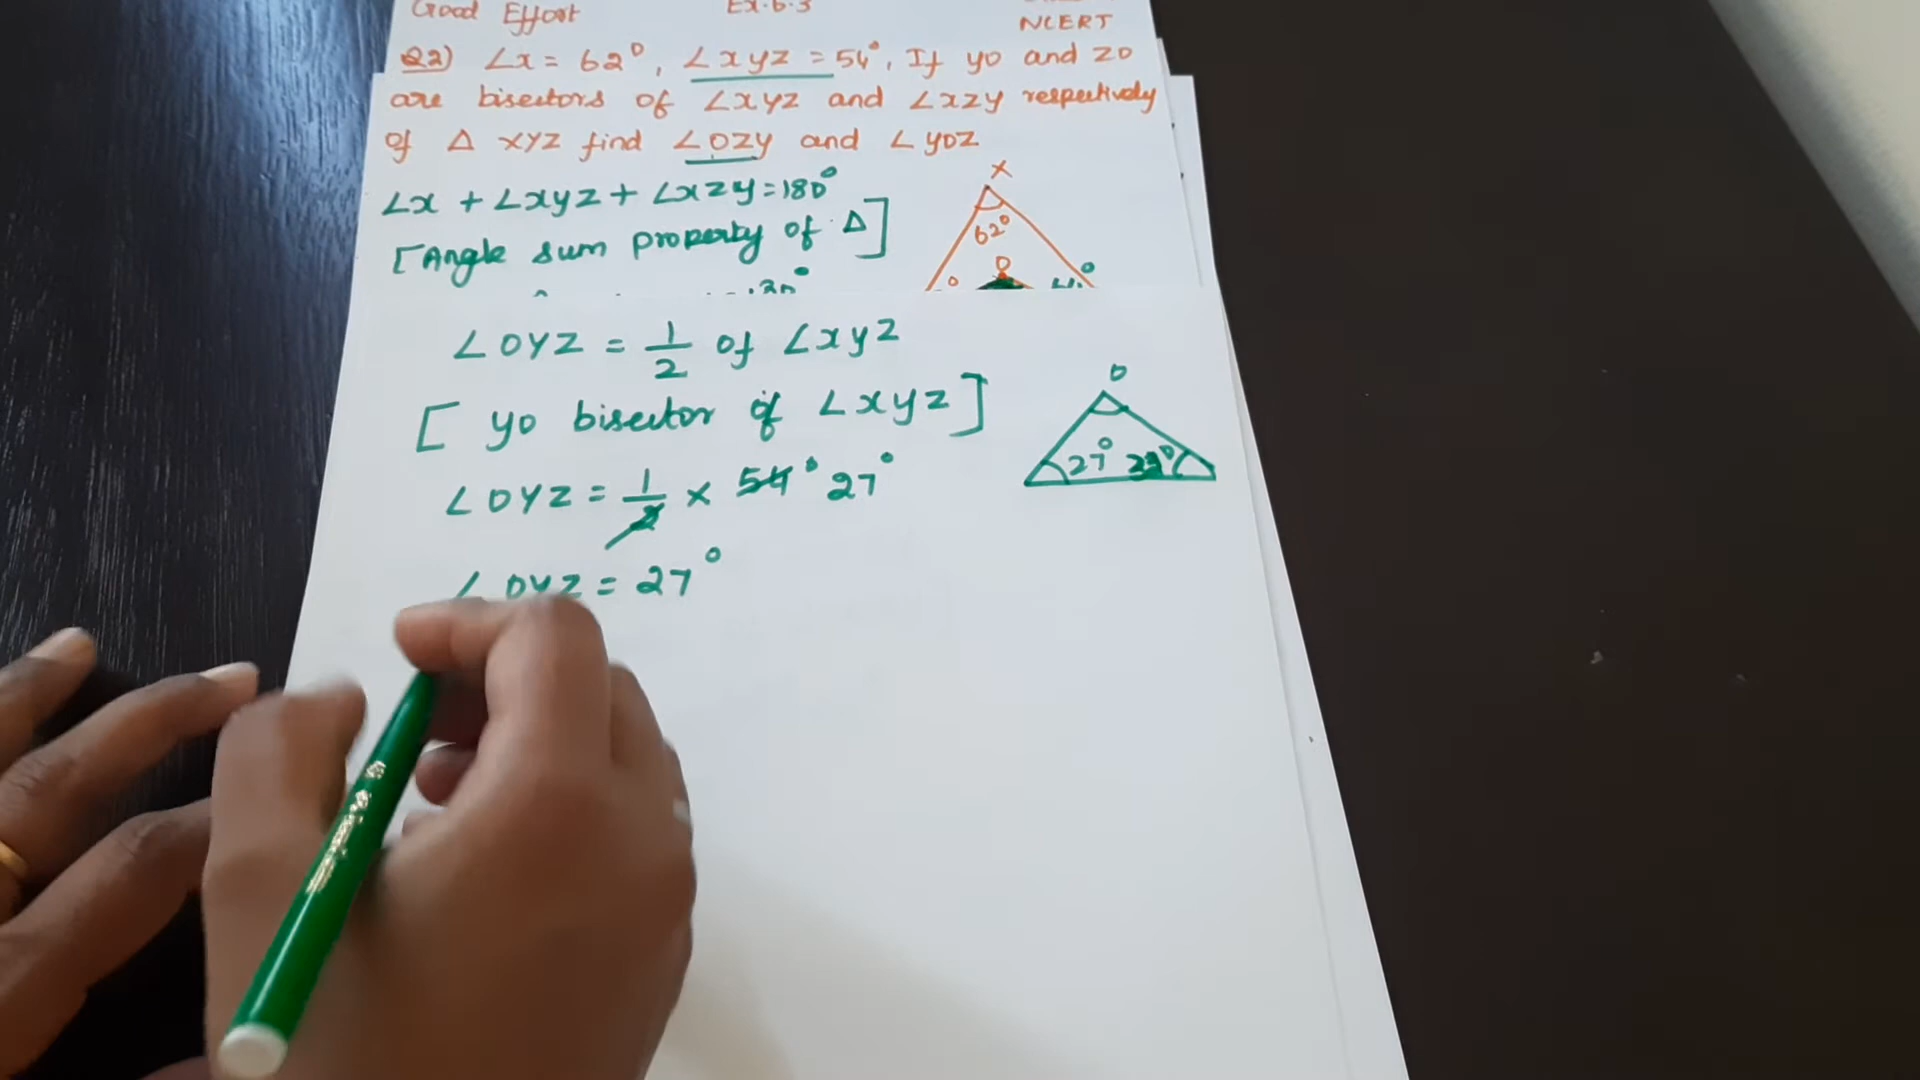 Good Effort Ex.6.3
NCERT
Q2) ∠x = 62°, ∠xyz = 54°, If yo and zo
are bisectors of ∠xyz and ∠xzy respectively
of Δ XYZ find ∠OZY and ∠YOZ
∠x + ∠xyz + ∠xzy = 180°
[Angle sum property of Δ]
X
62°
O
∠OYZ = 1/2 of ∠xyz
[ yo bisector of ∠xyz]
O
27°
∠OYZ = 1/2 × 54° 27°
∠OYZ = 27°